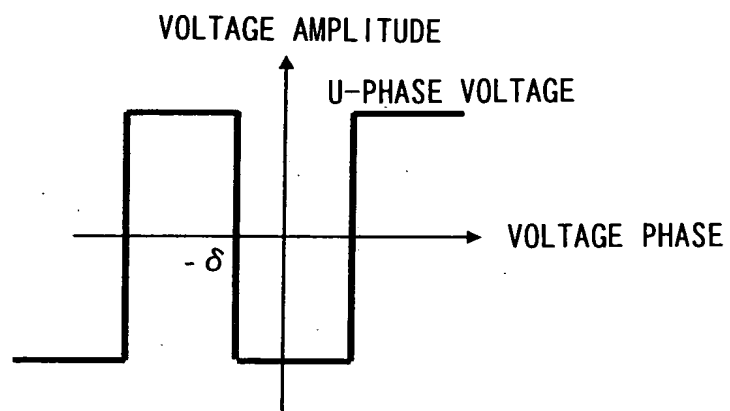 VOLTAGE AMPLITUDE
U-PHASE VOLTAGE
VOLTAGE PHASE
-δ